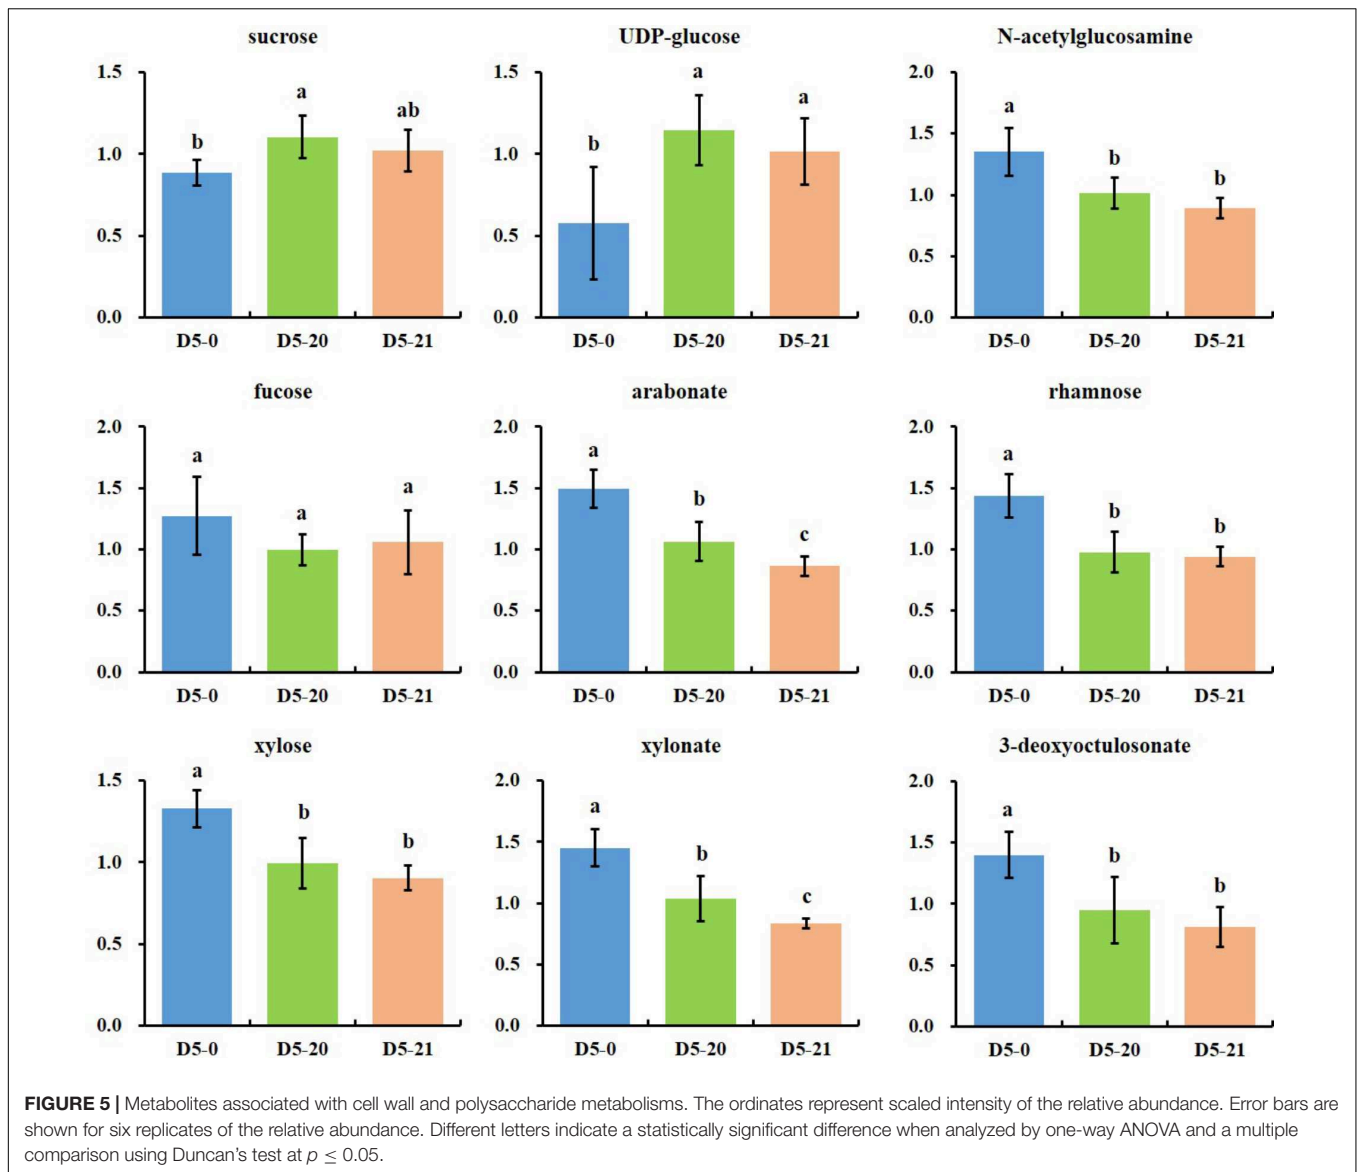 sucrose
1.5
1.0
0.5
0.0
b
a
ab
D5-0 D5-20 D5-21
UDP-glucose
1.5
1.0
0.5
0.0
b
a
a
D5-0 D5-20 D5-21
N-acetylglucosamine
2.0
1.5
1.0
0.5
0.0
a
b
b
D5-0 D5-20 D5-21
fucose
2.0
1.5
1.0
0.5
0.0
a
a
a
D5-0 D5-20 D5-21
arabonate
2.0
1.5
1.0
0.5
0.0
a
b
c
D5-0 D5-20 D5-21
rhamnose
2.0
1.5
1.0
0.5
0.0
a
b
b
D5-0 D5-20 D5-21
xylose
1.5
1.0
0.5
0.0
a
b
b
D5-0 D5-20 D5-21
xylonate
2.0
1.5
1.0
0.5
0.0
a
b
c
D5-0 D5-20 D5-21
3-deoxyoctulosonate
2.0
1.5
1.0
0.5
0.0
a
b
b
D5-0 D5-20 D5-21
FIGURE 5 | Metabolites associated with cell wall and polysaccharide metabolisms. The ordinates represent scaled intensity of the relative abundance. Error bars are
shown for six replicates of the relative abundance. Different letters indicate a statistically significant difference when analyzed by one-way ANOVA and a multiple
comparison using Duncan's test at p ≤ 0.05.